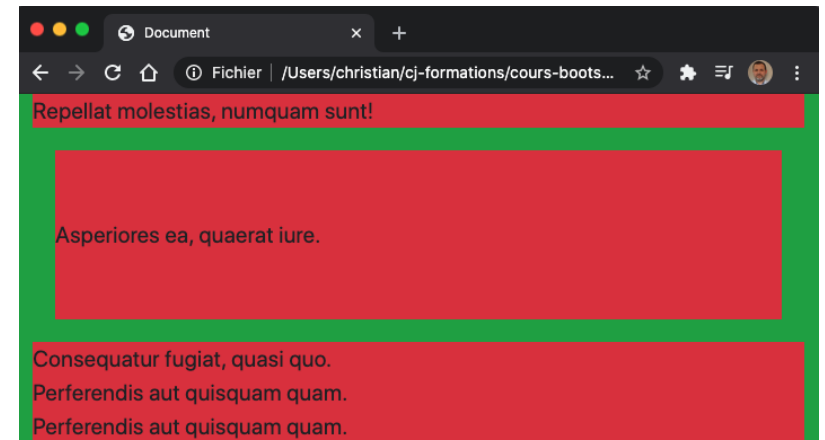 Document
Fichier /Users/christian/cj-formations/cours-boots...
Repellat molestias, numquam sunt!
Asperiores ea, quaerat iure.
Consequatur fugiat, quasi quo.
Perferendis aut quisquam quam.
Perferendis aut quisquam quam.